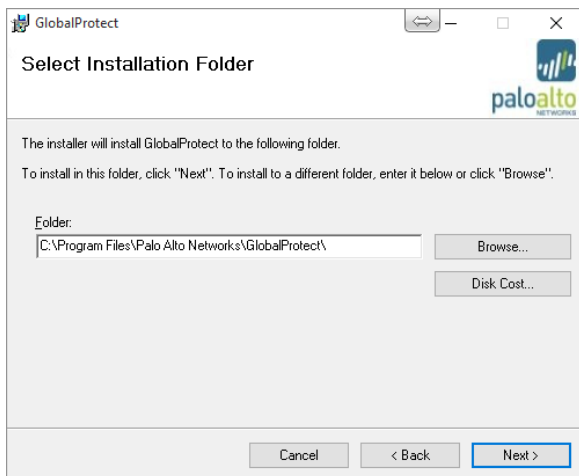 GlobalProtect
Select Installation Folder
paloalto
NETWORKS
The installer will install GlobalProtect to the following folder.
To install in this folder, click "Next". To install to a different folder, enter it below or click "Browse".
Folder:
C:\Program Files\Palo Alto Networks\GlobalProtect\
Browse...
Disk Cost...
Cancel
< Back
Next >